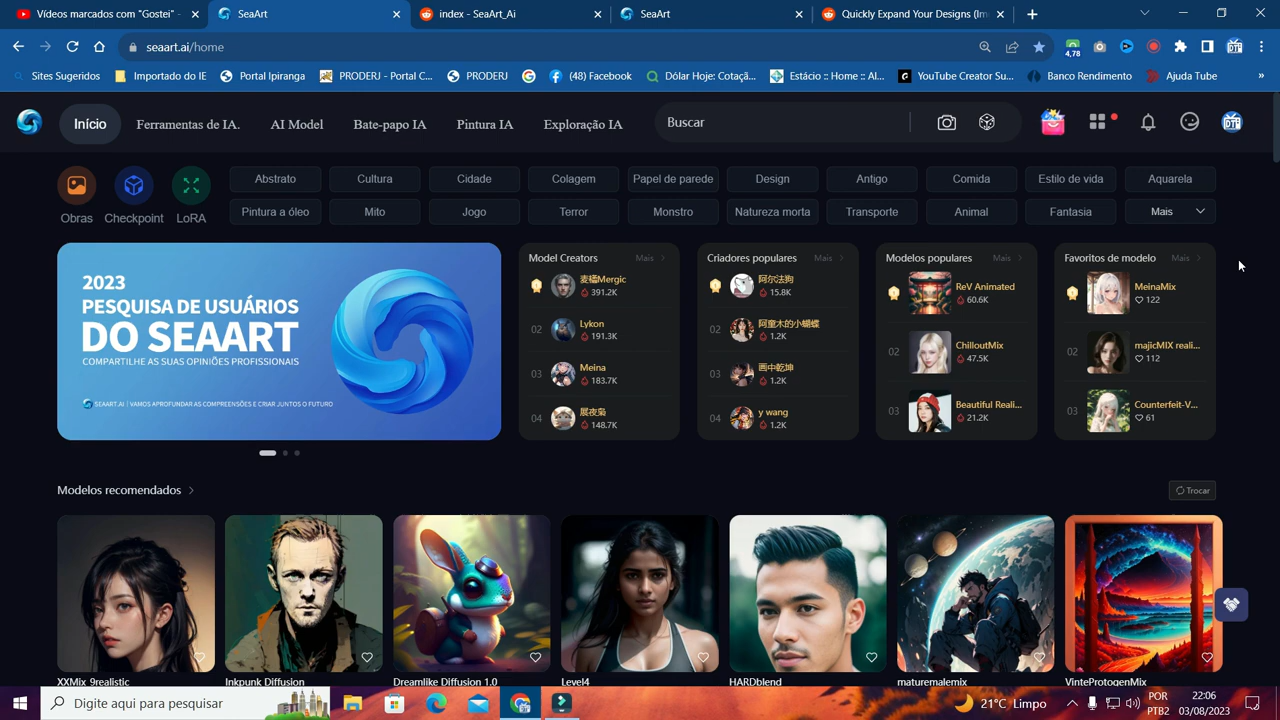 Vídeos marcados com "Gostei" -
SeaArt
index - SeaArt_Ai
SeaArt
Quickly Expand Your Designs (Im
seaart.ai/home
4,78
Sites Sugeridos
Importado do IE
Portal Ipiranga
PRODERJ - Portal C...
PRODERJ
(48) Facebook
Dólar Hoje: Cotaçã...
Estácio :: Home :: Al...
YouTube Creator Su...
Banco Rendimento
Ajuda Tube
»
Início
Ferramentas de IA.
AI Model
Bate-papo IA
Pintura IA
Exploração IA
Buscar
DTF
Obras
Checkpoint
LoRA
Abstrato
Cultura
Cidade
Colagem
Papel de parede
Design
Antigo
Comida
Estilo de vida
Aquarela
Pintura a óleo
Mito
Jogo
Terror
Monstro
Natureza morta
Transporte
Animal
Fantasia
Mais
2023
PESQUISA DE USUÁRIOS
DO SEAART
COMPARTILHE AS SUAS OPINIÕES PROFISSIONAIS
SEAART.AI | VAMOS APROFUNDAR AS COMPREENSÕES E CRIAR JUNTOS O FUTURO
Model Creators Mais
麦橘Mergic
391.2K
02 Lykon
191.3K
03 Meina
183.7K
04 展夜枭
148.7K
Criadores populares Mais
阿尔法狗
15.8K
02 阿童木的小蝴蝶
1.2K
03 画中乾坤
1.2K
04 y wang
1.2K
Modelos populares Mais
ReV Animated
60.6K
02 ChilloutMix
47.5K
03 Beautiful Reali...
21.2K
Favoritos de modelo Mais
MeinaMix
122
02 majicMIX reali...
112
03 Counterfeit-V...
61
Modelos recomendados
Trocar
XXMix_9realistic
Inkpunk Diffusion
Dreamlike Diffusion 1.0
Level4
HARDblend
maturemalemix
VinteProtogenMix
Digite aqui para pesquisar
21°C Limpo
POR
PTB2
22:06
03/08/2023